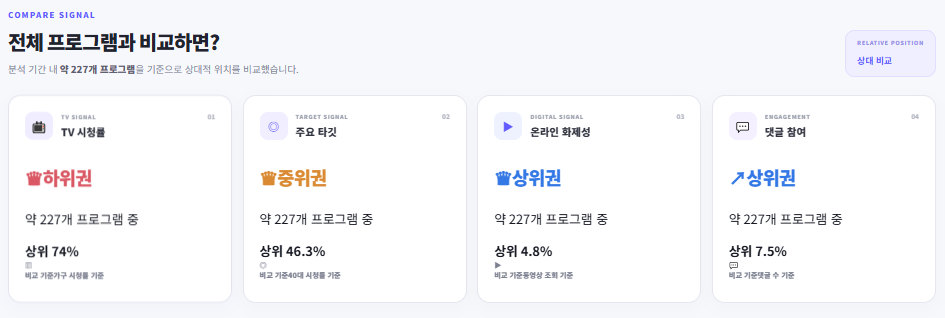 COMPARE SIGNAL
전체 프로그램과 비교하면?
분석 기간 내 약 227개 프로그램을 기준으로 상대적 위치를 비교했습니다.
RELATIVE POSITION
상대 비교
TV SIGNAL
TV 시청률
01
하위권
약 227개 프로그램 중
상위 74%
비교 기준가구 시청률 기준
TARGET SIGNAL
주요 타깃
02
중위권
약 227개 프로그램 중
상위 46.3%
비교 기준40대 시청률 기준
DIGITAL SIGNAL
온라인 화제성
03
상위권
약 227개 프로그램 중
상위 4.8%
비교 기준동영상 조회 기준
ENGAGEMENT
댓글 참여
04
상위권
약 227개 프로그램 중
상위 7.5%
비교 기준댓글 수 기준